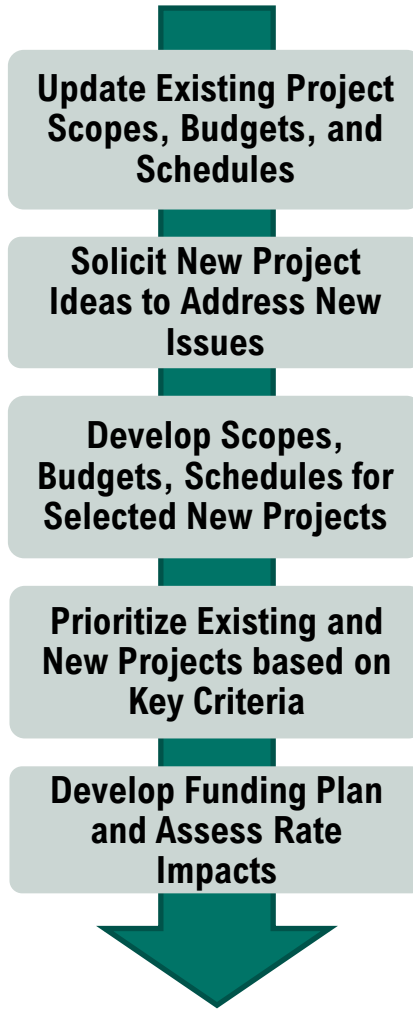 Update Existing Project
Scopes, Budgets, and
Schedules
Solicit New Project
Ideas to Address New
Issues
Develop Scopes,
Budgets, Schedules for
Selected New Projects
Prioritize Existing and
New Projects based on
Key Criteria
Develop Funding Plan
and Assess Rate
Impacts